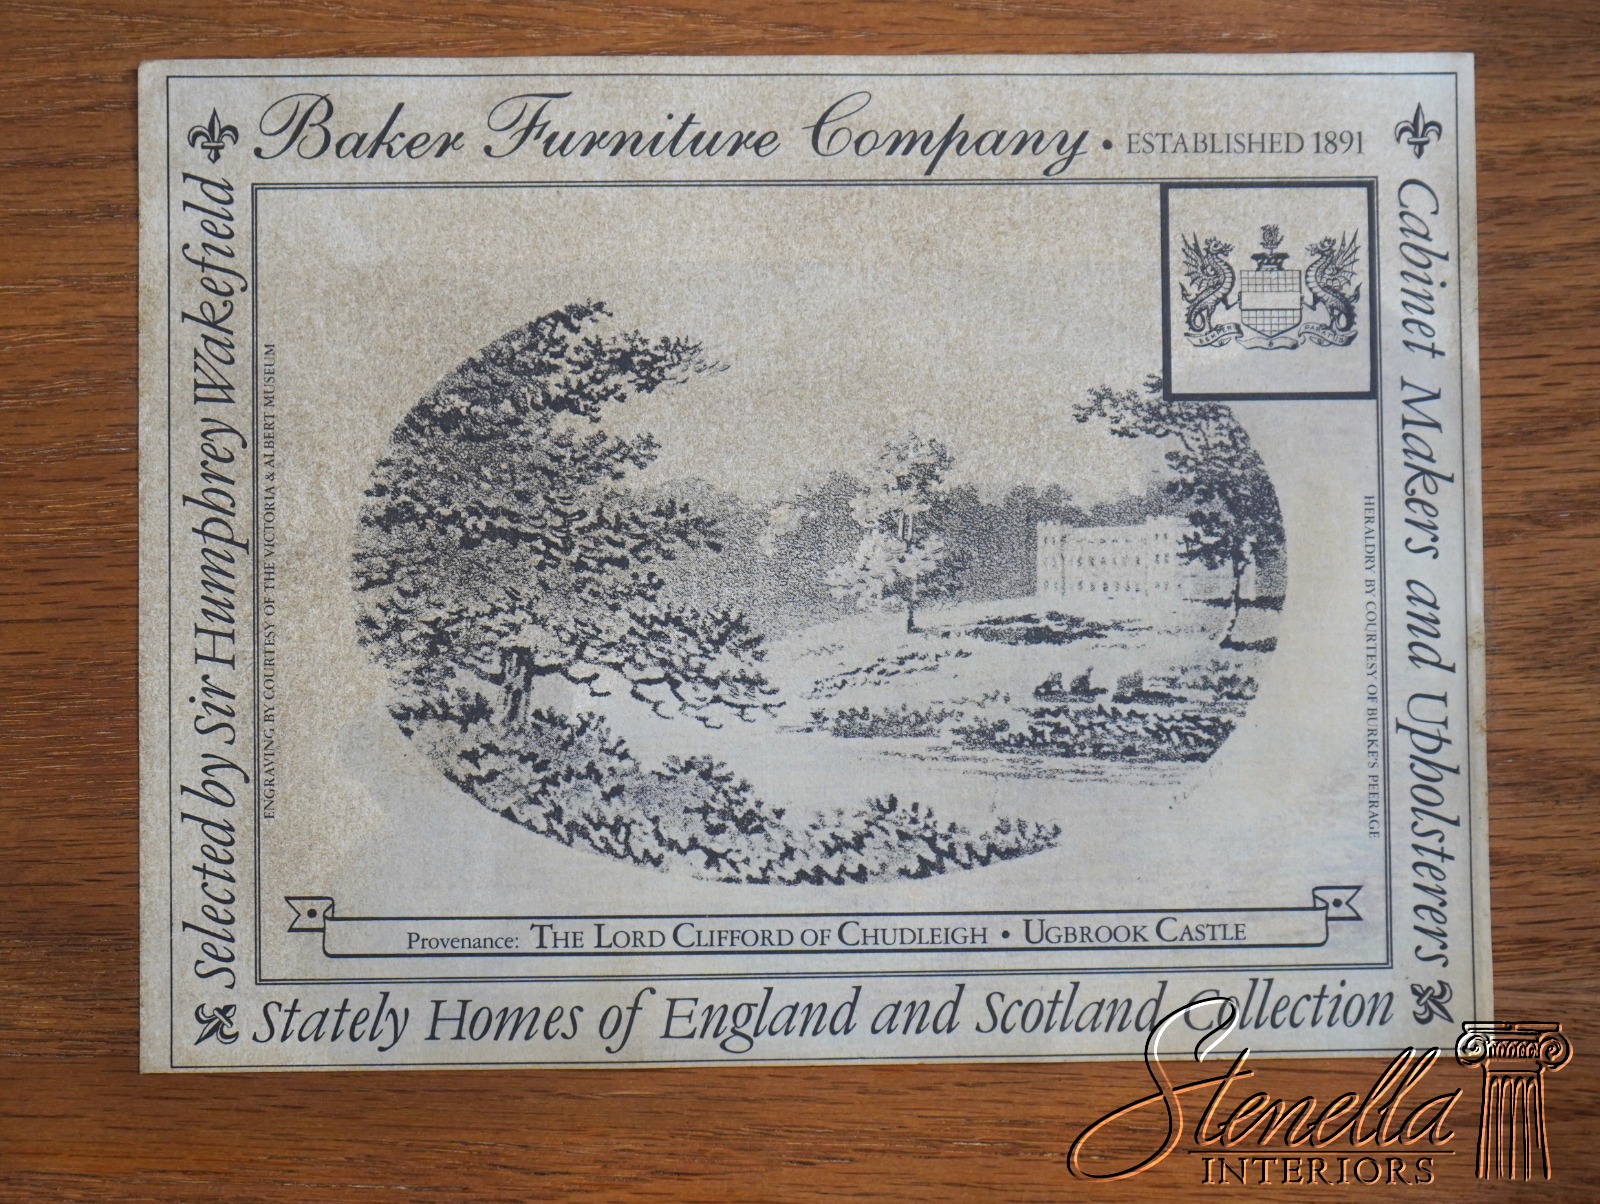 Baker Furniture Company • ESTABLISHED 1891
Selected by Sir Humphrey Wakefield
ENGRAVING BY COURTESY OF THE VICTORIA & ALBERT MUSEUM
SEMPER PARATUS
HERALDRY BY COURTESY OF BURKE'S PEERAGE
Cabinet Makers and Upholsterers
Provenance: THE LORD CLIFFORD OF CHUDLEIGH • UGBROOK CASTLE
Stately Homes of England and Scotland Collection
Stenella
INTERIORS